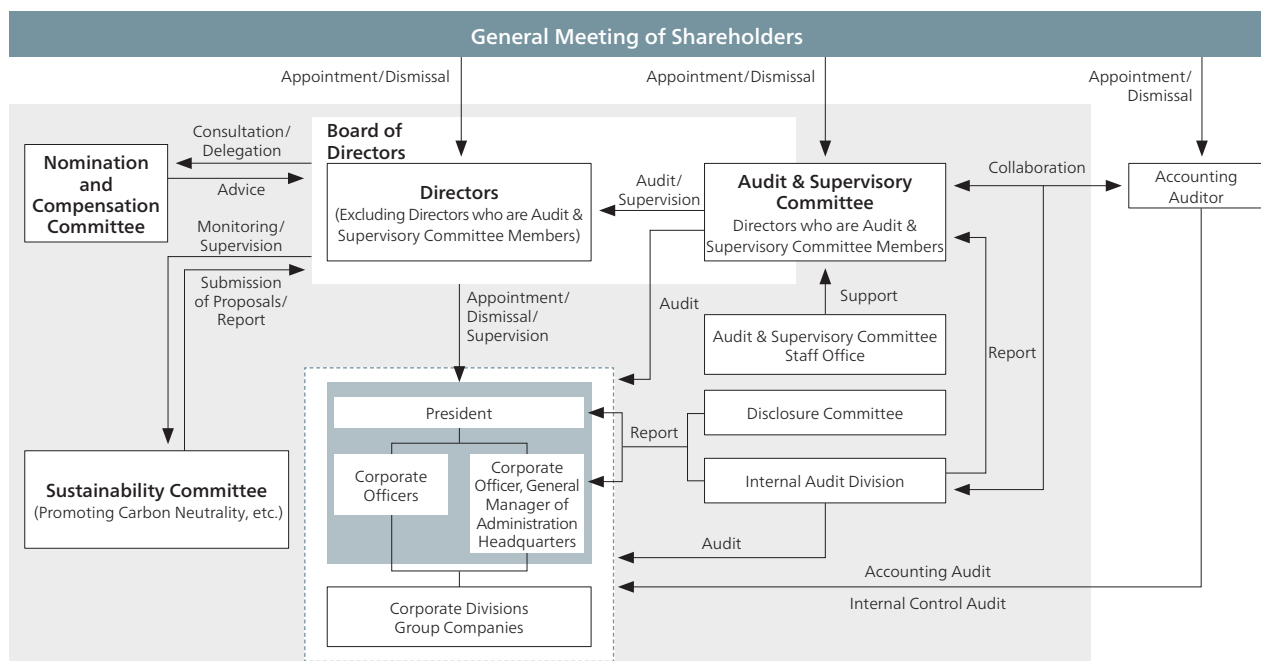 General Meeting of Shareholders
Appointment/Dismissal
Appointment/Dismissal
Appointment/
Dismissal
Board of
Directors
Consultation/
Delegation
Nomination
and
Compensation
Committee
Advice
Directors
(Excluding Directors who are Audit &
Supervisory Committee Members)
Audit/
Supervision
Audit & Supervisory
Committee
Directors who are Audit &
Supervisory Committee Members
Collaboration
Accounting
Auditor
Monitoring/
Supervision
Submission
of Proposals/
Report
Appointment/
Dismissal/
Supervision
Audit
Support
Audit & Supervisory Committee
Staff Office
Report
President
Report
Disclosure Committee
Corporate
Officers
Corporate
Officer, General
Manager of
Administration
Headquarters
Internal Audit Division
Sustainability Committee
(Promoting Carbon Neutrality, etc.)
Audit
Accounting Audit
Internal Control Audit
Corporate Divisions
Group Companies